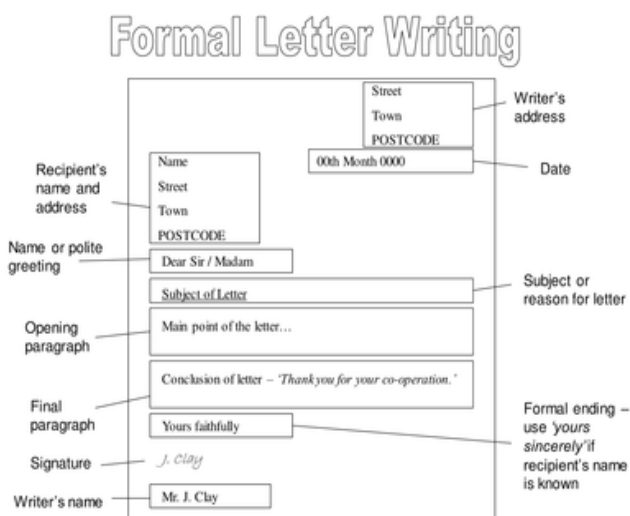 Formal Letter Writing
Street
Town
POSTCODE
Writer's
address
00th Month 0000
Date
Recipient's
name and
address
Name
Street
Town
POSTCODE
Name or polite
greeting
Dear Sir / Madam
Subject of Letter
Subject or
reason for letter
Opening
paragraph
Main point of the letter…
Final
paragraph
Conclusion of letter – 'Thank you for your co-operation.'
Yours faithfully
Formal ending –
use 'yours
sincerely' if
recipient's name
is known
Signature
J. Clay
Writer's name
Mr. J. Clay